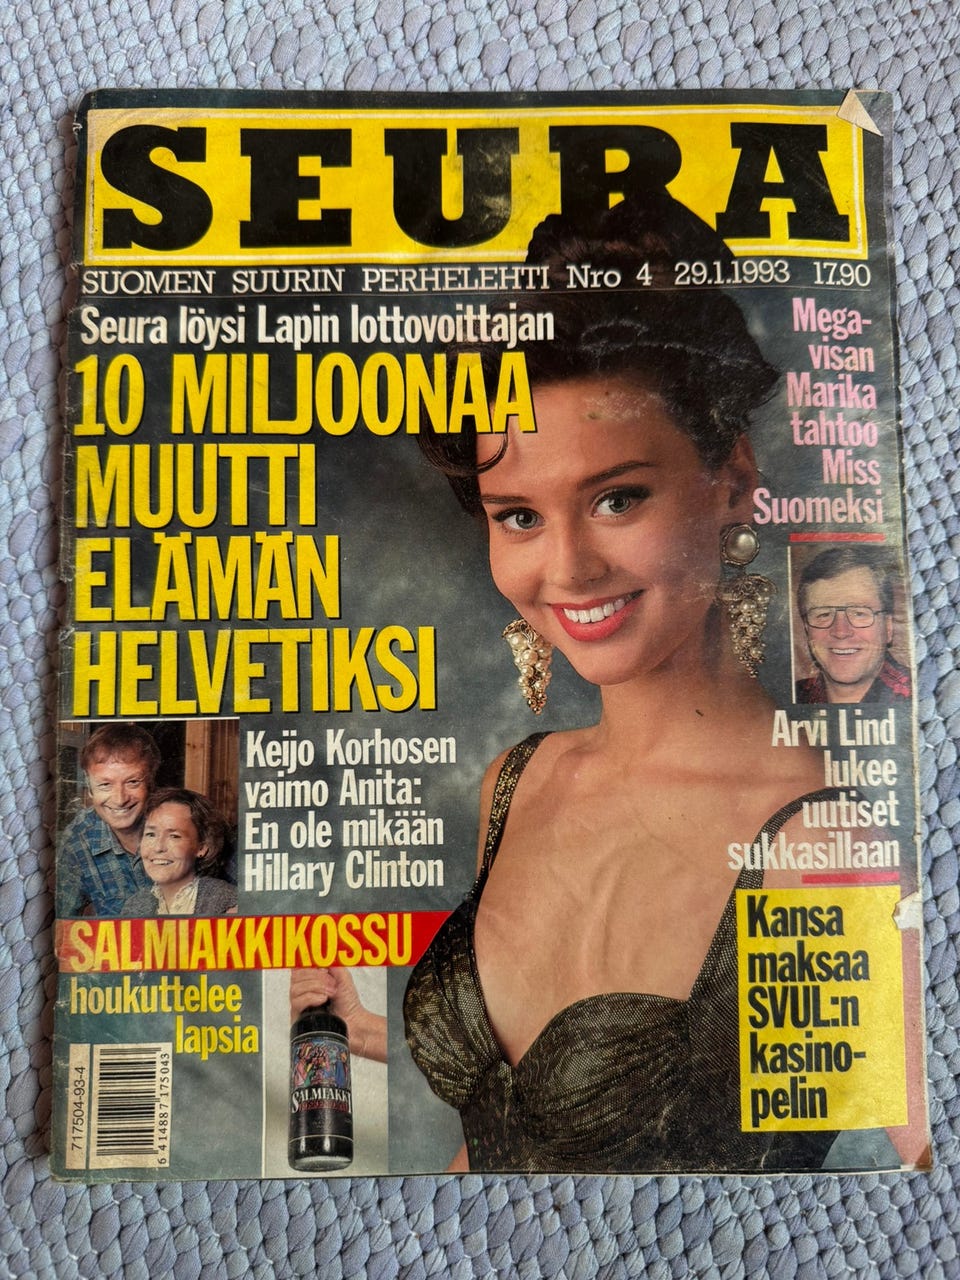 SEURA
SUOMEN SUURIN PERHELEHTI Nro 4 29.1.1993 17.90
Seura löysi Lapin lottovoittajan
10 MILJOONAA
MUUTTI
ELÄMÄN
HELVETIKSI
Mega-
visan
Marika
tahtoo
Miss
Suomeksi
Arvi Lind
lukee
uutiset
sukkasillaan
Keijo Korhosen
vaimo Anita:
En ole mikään
Hillary Clinton
SALMIAKKIKOSSU
houkuttelee
lapsia
SALMIAKKI
Kansa
maksaa
SVUL:n
kasino-
pelin
717504-93-4
6 414887 175043